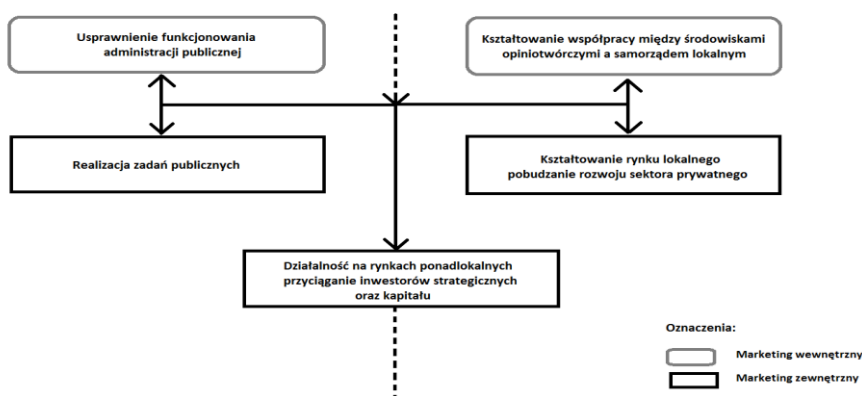 Usprawnienie funkcjonowania
administracji publicznej
Kształtowanie współpracy między środowiskami
opiniotwórczymi a samorządem lokalnym
Realizacja zadań publicznych
Kształtowanie rynku lokalnego
pobudzanie rozwoju sektora prywatnego
Działalność na rynkach ponadlokalnych
przyciąganie inwestorów strategicznych
oraz kapitału
Oznaczenia:
Marketing wewnętrzny
Marketing zewnętrzny